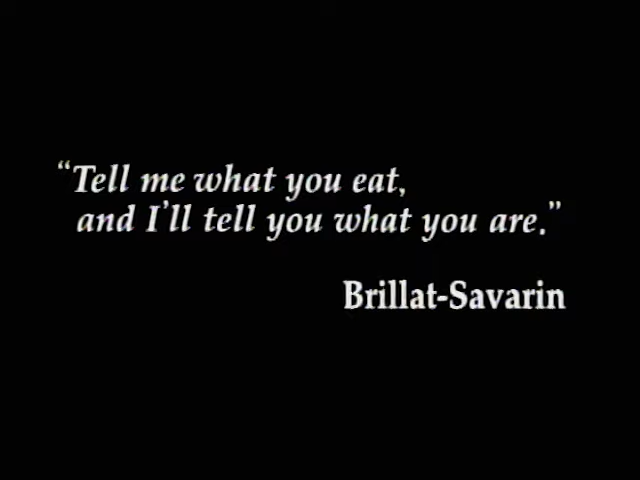 “Tell me what you eat,
and I’ll tell you what you are.”
Brillat-Savarin